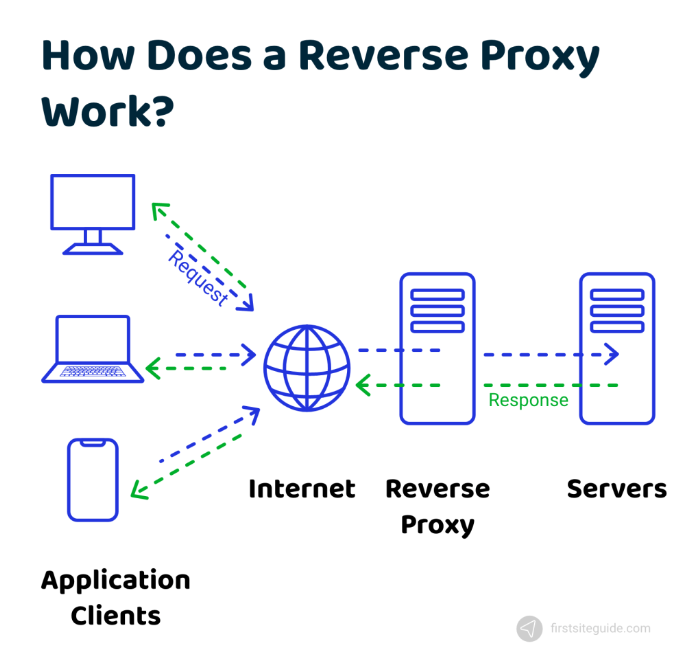 How Does a Reverse Proxy
Work?
Request
Response
Internet
Reverse
Proxy
Servers
Application
Clients
firstsiteguide.com